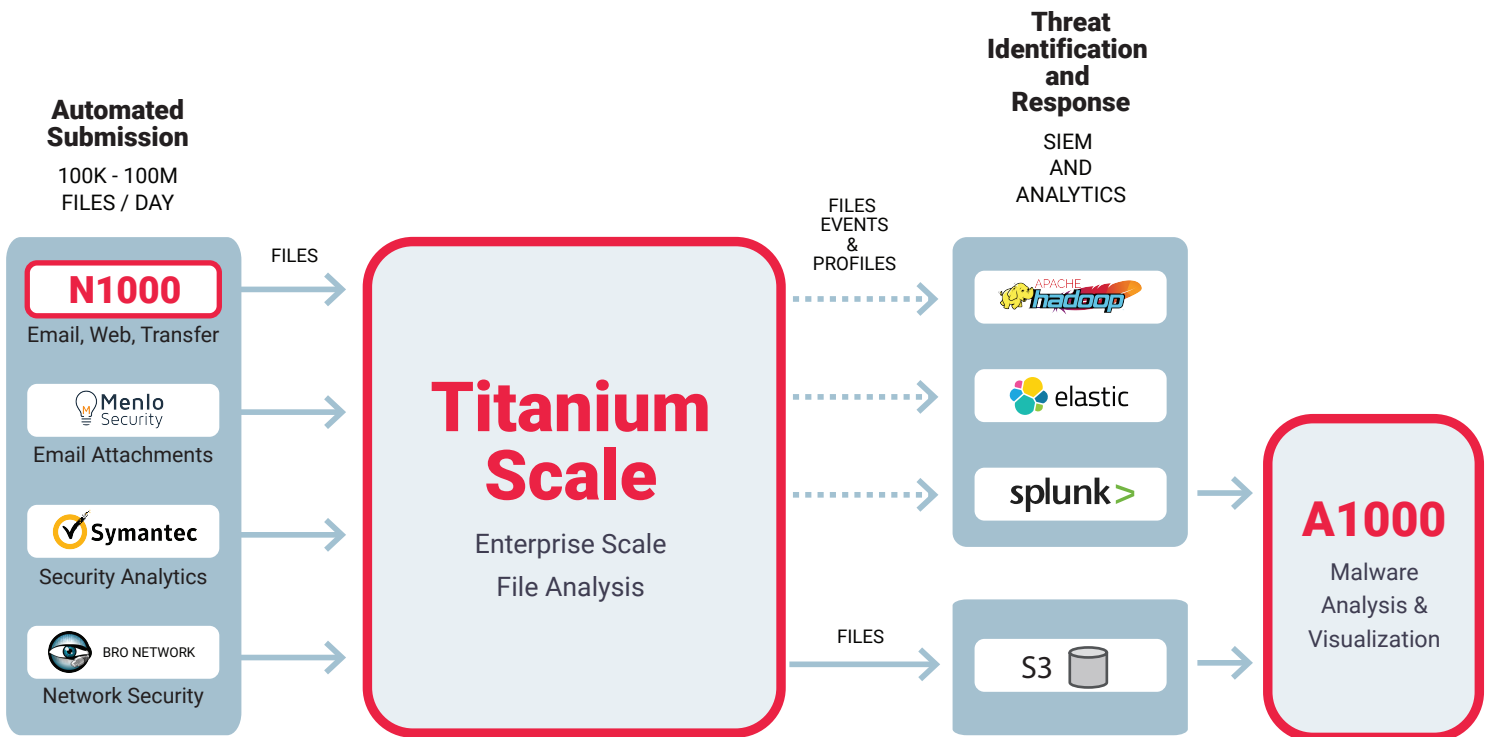 Automated
Submission
100K - 100M
FILES / DAY
N1000
Email, Web, Transfer
Menlo
Security
Email Attachments
Symantec
Security Analytics
BRO NETWORK
Network Security
FILES
Titanium
Scale
Enterprise Scale
File Analysis
FILES
EVENTS
&
PROFILES
FILES
Threat
Identification
and
Response
SIEM
AND
ANALYTICS
APACHE
hadoop
elastic
splunk>
S3
A1000
Malware
Analysis &
Visualization